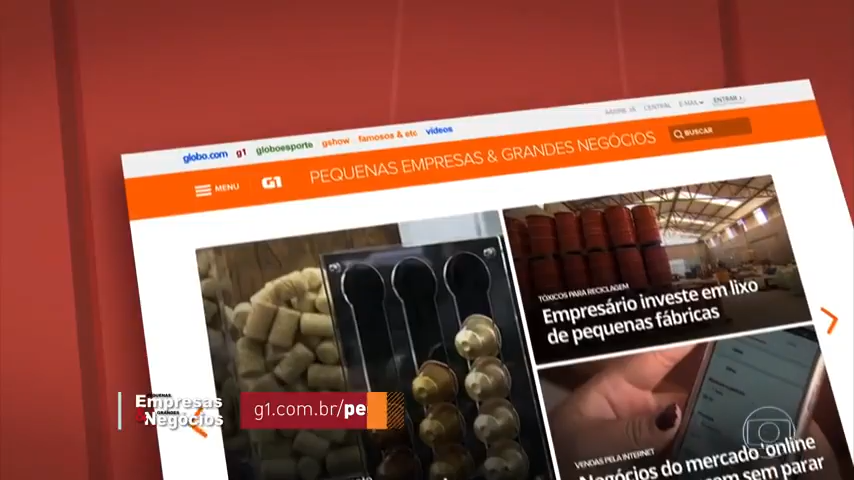 globo.com g1 globoesporte gshow famosos & etc vídeos
CENTRAL E-MAIL ENTRAR ›
MENU G1 PEQUENAS EMPRESAS & GRANDES NEGÓCIOS BUSCAR
TÓXICOS PARA RECICLAGEM
Empresário investe em lixo
de pequenas fábricas
VENDAS PELA INTERNET
Negócios do mercado 'online
sem parar
PEQUENAS
Empresas
& GRANDES
Negócios
g1.com.br/pe